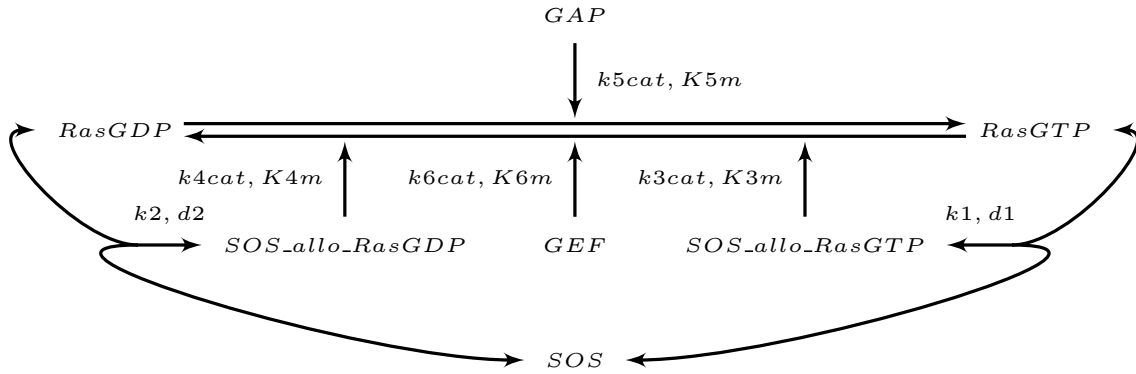 GAP
k5cat, K5m
RasGDP RasGTP
k4cat, K4m k6cat, K6m k3cat, K3m
k2, d2 k1, d1
SOS_allo_RasGDP GEF SOS_allo_RasGTP
SOS